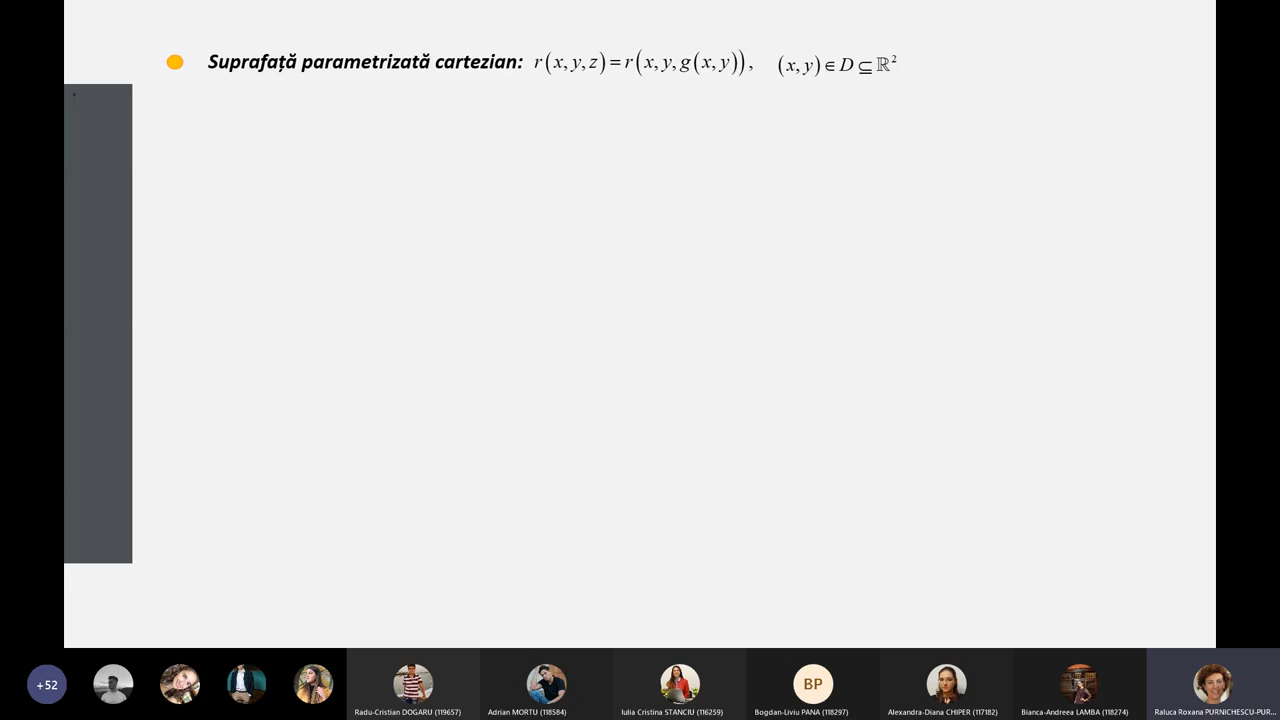 Suprafață parametrizată cartezian: r(x, y, z) = r(x, y, g(x, y)), (x, y) ∈ D ⊆ ℝ²
+52
BP
Radu-Cristian DOGARU (119657)
Adrian MORTU (118584)
Iulia Cristina STANCIU (116259)
Bogdan-Liviu PANA (118297)
Alexandra-Diana CHIPER (117182)
Bianca-Andreea LAMBA (118274)
Raluca Roxana PURNICHESCU-PUR...